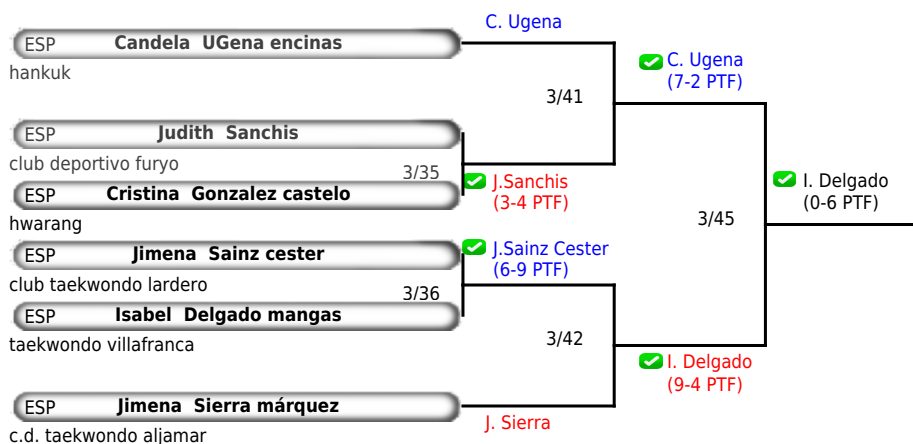 C. Ugena
ESP Candela UGena encinas
hankuk
C. Ugena
(7-2 PTF)
3/41
ESP Judith Sanchis
club deportivo furyo
3/35
ESP Cristina Gonzalez castelo
hwarang
J.Sanchis
(3-4 PTF)
I. Delgado
(0-6 PTF)
3/45
ESP Jimena Sainz cester
club taekwondo lardero
J.Sainz Cester
(6-9 PTF)
3/36
ESP Isabel Delgado mangas
taekwondo villafranca
3/42
I. Delgado
(9-4 PTF)
ESP Jimena Sierra márquez
c.d. taekwondo aljamar
J. Sierra